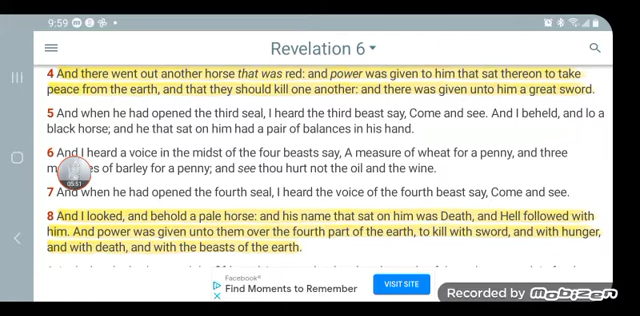 9:59
Revelation 6
4 And there went out another horse that was red: and power was given to him that sat thereon to take
peace from the earth, and that they should kill one another: and there was given unto him a great sword.
5 And when he had opened the third seal, I heard the third beast say, Come and see. And I beheld, and lo a
black horse; and he that sat on him had a pair of balances in his hand.
6 And I heard a voice in the midst of the four beasts say, A measure of wheat for a penny, and three
es of barley for a penny; and see thou hurt not the oil and the wine.
05:51
7 And when he had opened the fourth seal, I heard the voice of the fourth beast say, Come and see.
8 And I looked, and behold a pale horse: and his name that sat on him was Death, and Hell followed with
him. And power was given unto them over the fourth part of the earth, to kill with sword, and with hunger,
and with death, and with the beasts of the earth.
Facebook®
Find Moments to Remember
VISIT SITE
Recorded by Mobizen